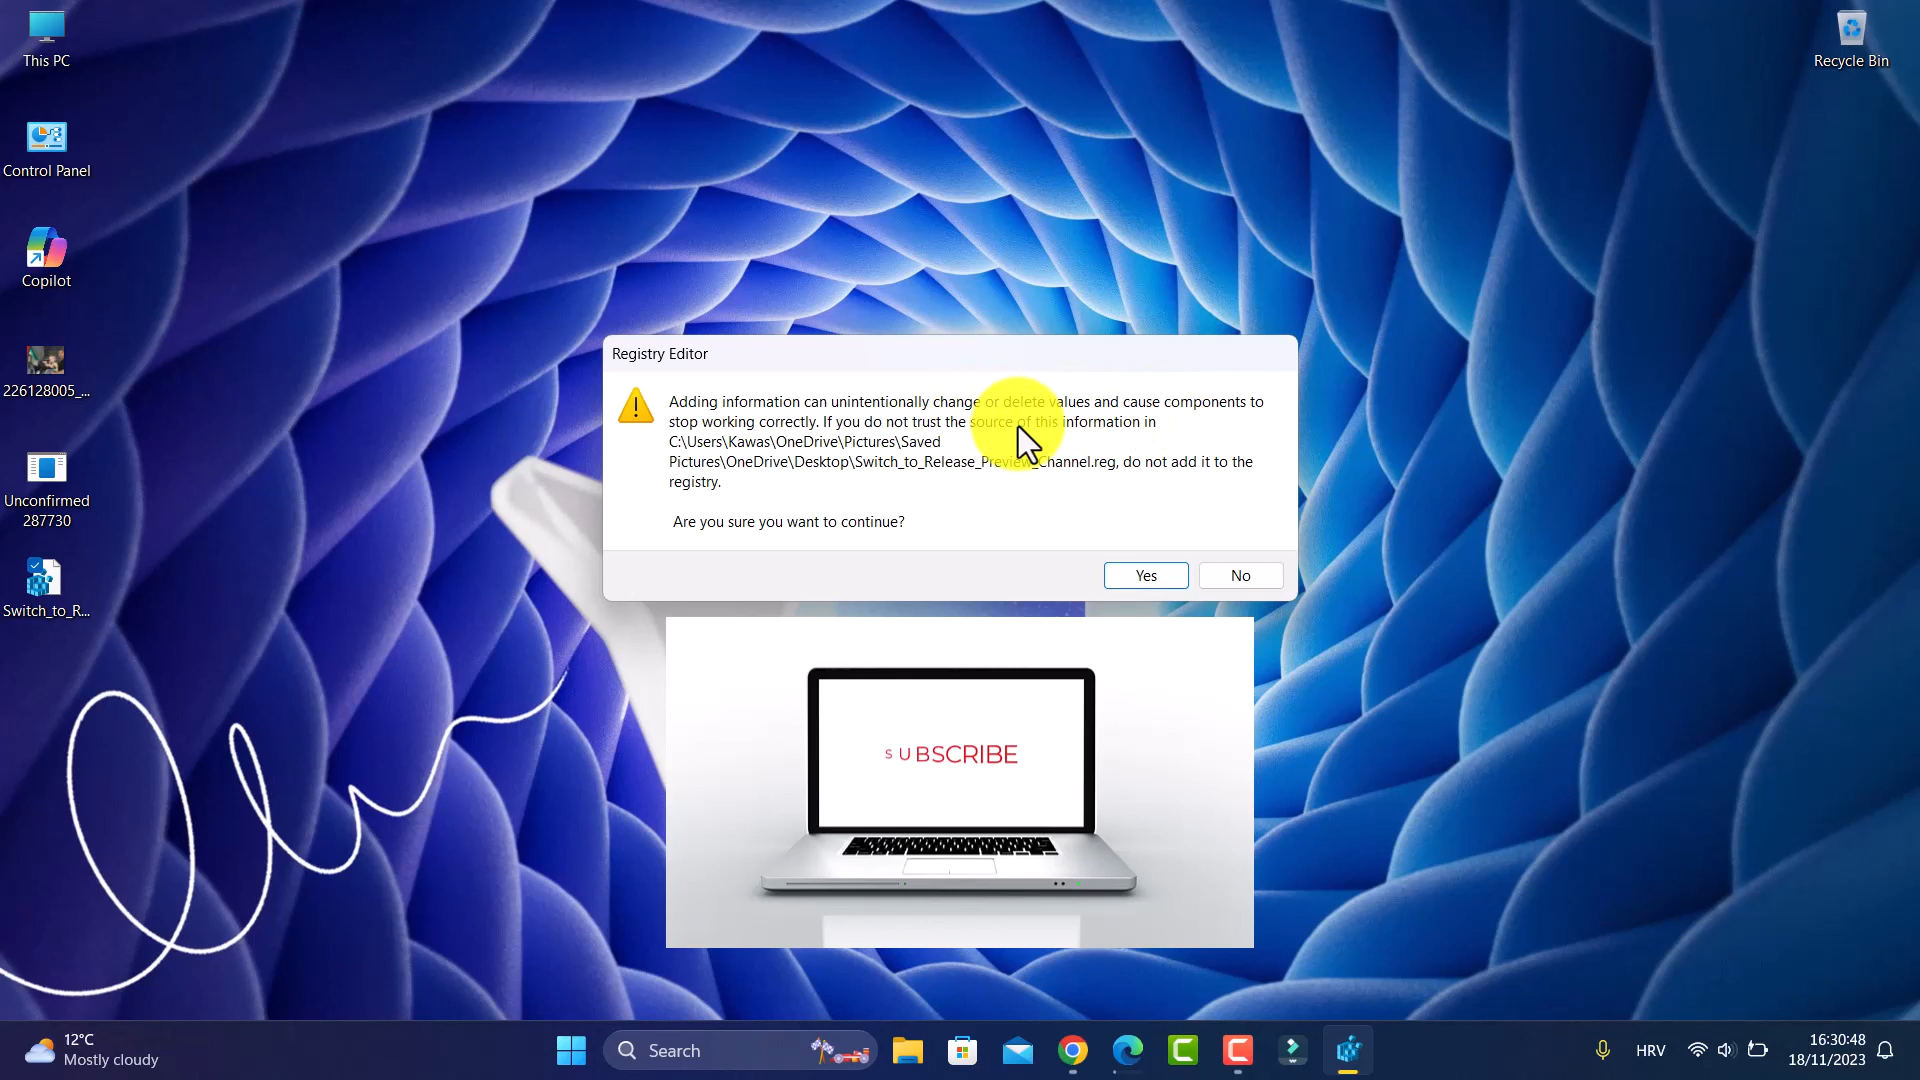 This PC
Recycle Bin
Control Panel
Copilot
226128005_...
Unconfirmed
287730
Switch_to_R...
Registry Editor
Adding information can unintentionally change or delete values and cause components to
stop working correctly. If you do not trust the source of this information in
C:\Users\Kawas\OneDrive\Pictures\Saved
Pictures\OneDrive\Desktop\Switch_to_Release_Preview_Channel.reg, do not add it to the
registry.
Are you sure you want to continue?
Yes
No
SUBSCRIBE
12°C
Mostly cloudy
Search
HRV
16:30:48
18/11/2023